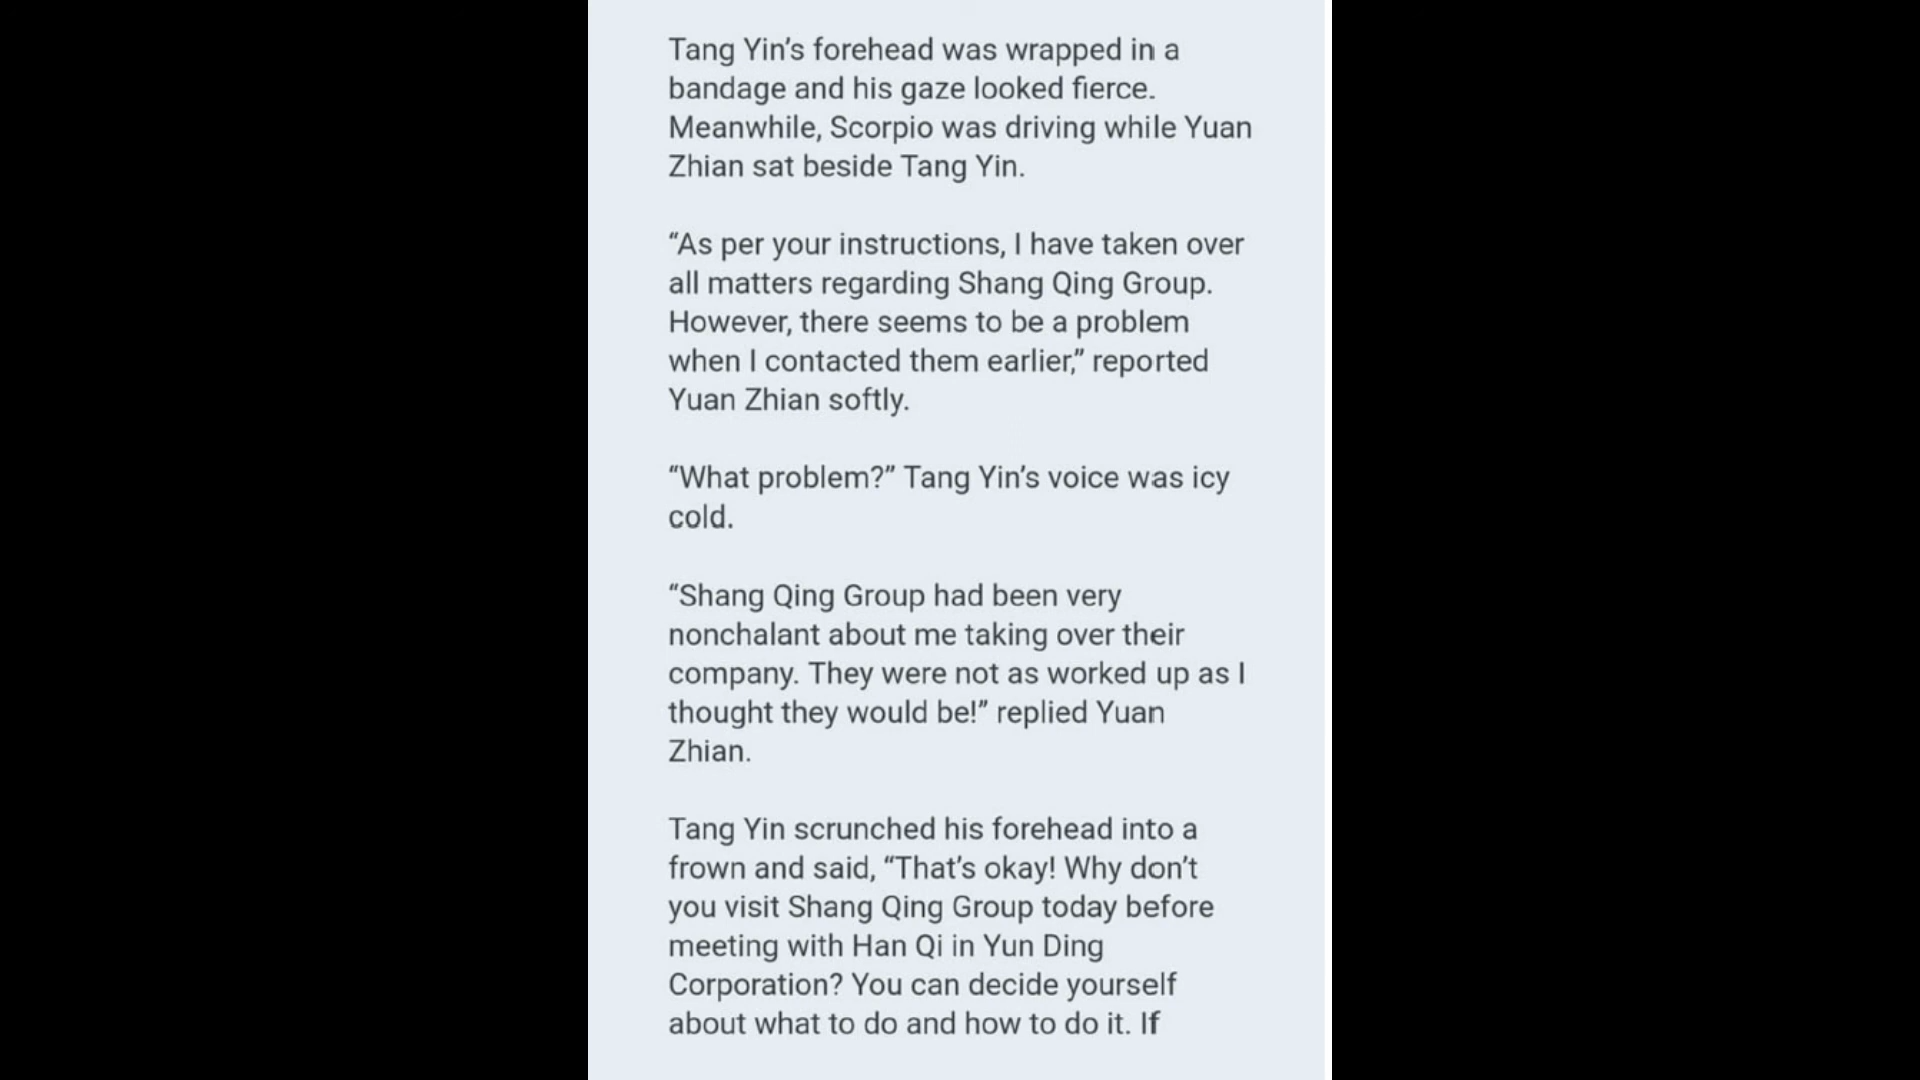 Tang Yin’s forehead was wrapped in a
bandage and his gaze looked fierce.
Meanwhile, Scorpio was driving while Yuan
Zhian sat beside Tang Yin.
“As per your instructions, I have taken over
all matters regarding Shang Qing Group.
However, there seems to be a problem
when I contacted them earlier,” reported
Yuan Zhian softly.
“What problem?” Tang Yin’s voice was icy
cold.
“Shang Qing Group had been very
nonchalant about me taking over their
company. They were not as worked up as I
thought they would be!” replied Yuan
Zhian.
Tang Yin scrunched his forehead into a
frown and said, “That’s okay! Why don’t
you visit Shang Qing Group today before
meeting with Han Qi in Yun Ding
Corporation? You can decide yourself
about what to do and how to do it. If